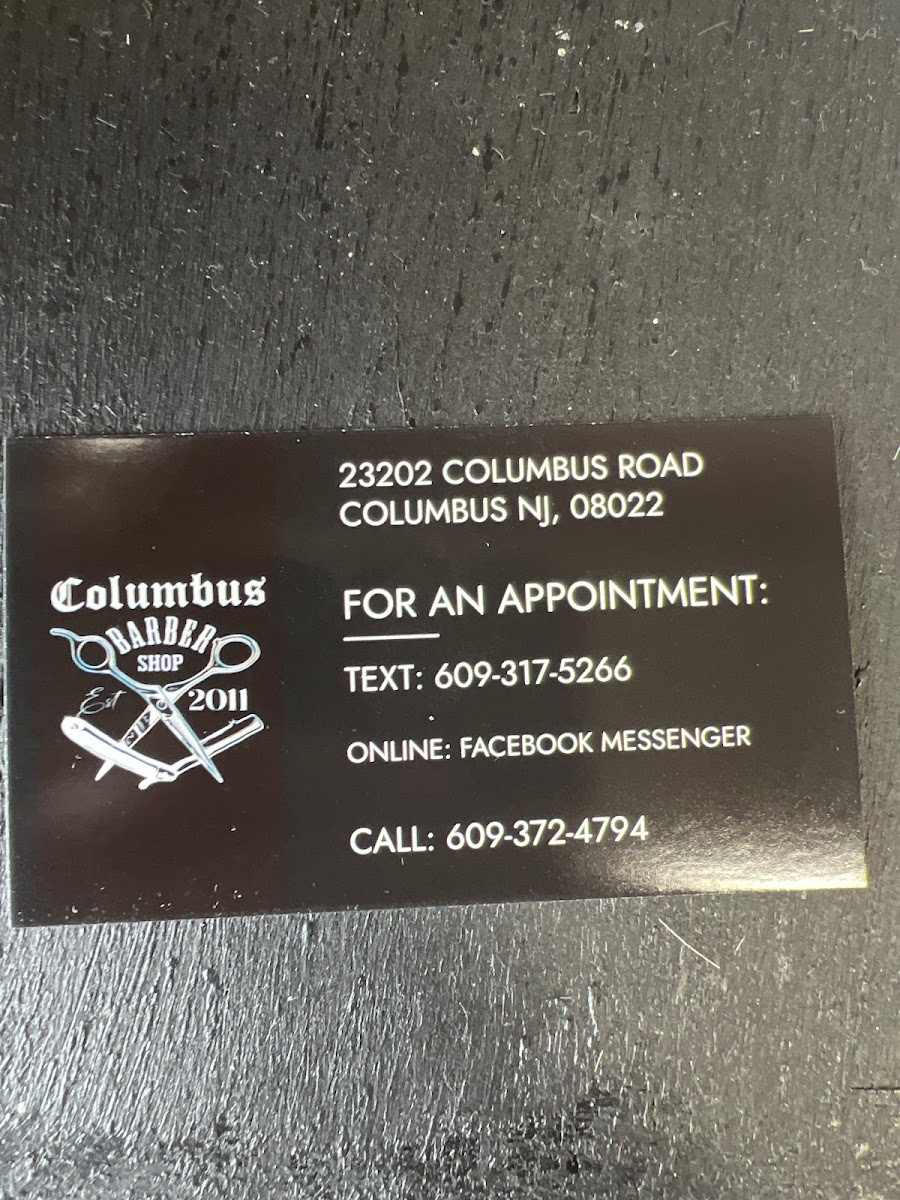 Columbus
BARBER
SHOP
Est 2011
23202 COLUMBUS ROAD
COLUMBUS NJ, 08022
FOR AN APPOINTMENT:
TEXT: 609-317-5266
ONLINE: FACEBOOK MESSENGER
CALL: 609-372-4794